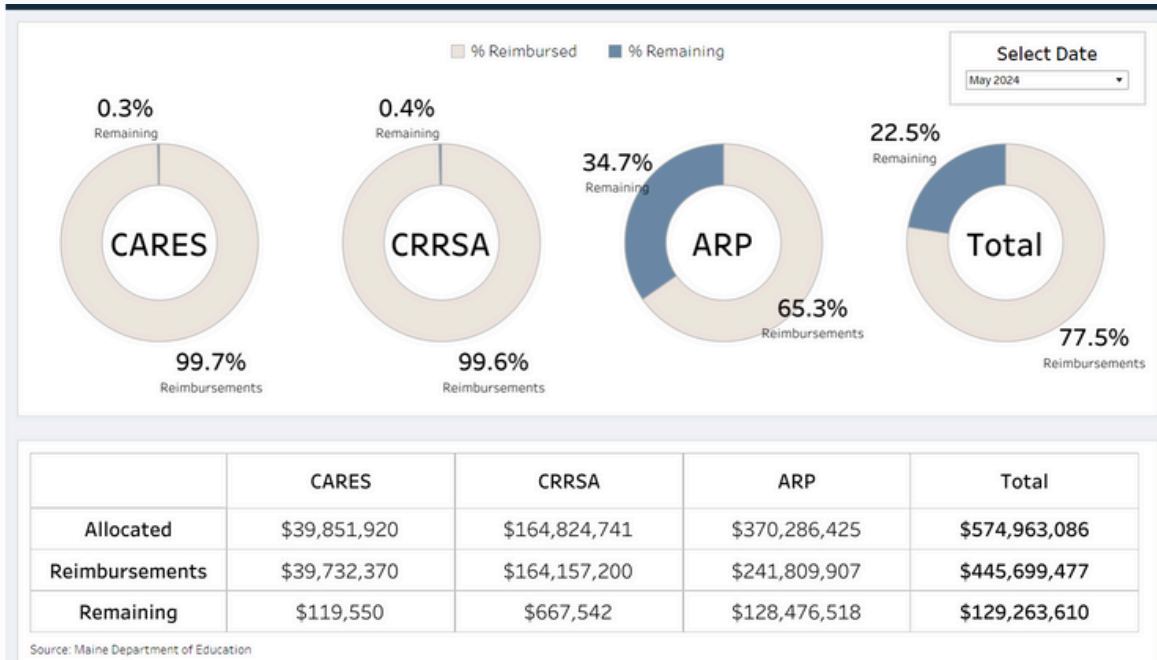 % Reimbursed % Remaining
Select Date
May 2024
0.3%
Remaining
CARES
99.7%
Reimbursements
0.4%
Remaining
CRRSA
99.6%
Reimbursements
34.7%
Remaining
ARP
65.3%
Reimbursements
22.5%
Remaining
Total
77.5%
Reimbursements
CARES CRRSA ARP Total
Allocated $39,851,920 $164,824,741 $370,286,425 $574,963,086
Reimbursements $39,732,370 $164,157,200 $241,809,907 $445,699,477
Remaining $119,550 $667,542 $128,476,518 $129,263,610
Source: Maine Department of Education